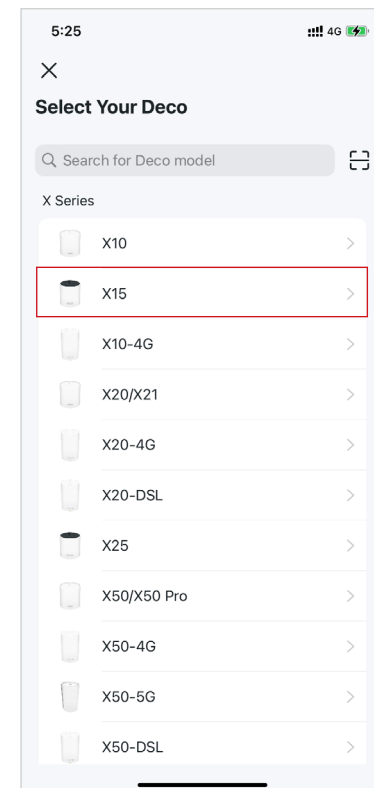 5:25 4G
Select Your Deco
Search for Deco model
X Series
X10
X15
X10-4G
X20/X21
X20-4G
X20-DSL
X25
X50/X50 Pro
X50-4G
X50-5G
X50-DSL